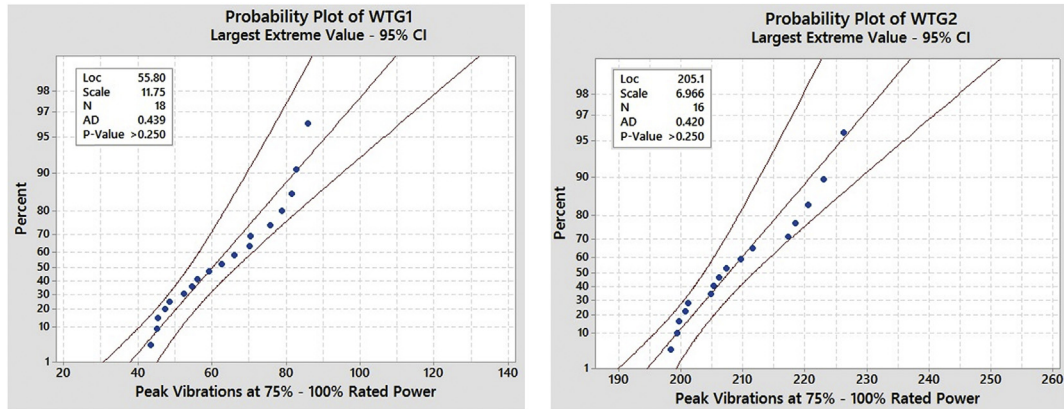 Probability Plot of WTG1
Largest Extreme Value - 95% CI
Loc 55.80
Scale 11.75
N 18
AD 0.439
P-Value >0.250
Percent
98
97
95
90
80
70
60
50
40
30
20
10
1
20 40 60 80 100 120 140
Peak Vibrations at 75% - 100% Rated Power
Probability Plot of WTG2
Largest Extreme Value - 95% CI
Loc 205.1
Scale 6.966
N 16
AD 0.420
P-Value >0.250
Percent
98
97
95
90
80
70
60
50
40
30
20
10
1
190 200 210 220 230 240 250 260
Peak Vibrations at 75% - 100% Rated Power